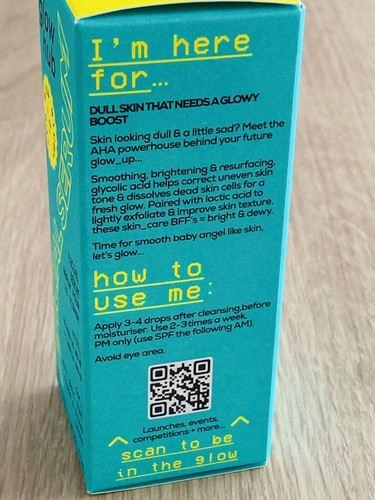 I'm here
for...
DULL SKIN THAT NEEDS A GLOWY
BOOST
Skin looking dull & a little sad? Meet the
AHA powerhouse behind your future
glow_up...
Smoothing, brightening & resurfacing,
glycolic acid helps correct uneven skin
tone & dissolves dead skin cells for a
fresh glow. Paired with lactic acid to
lightly exfoliate & improve skin texture,
these skin_care BFF's = bright & dewy.
Time for smooth baby angel like skin,
let's glow...
how to
use me:
Apply 3-4 drops after cleansing,before
moisturiser. Use 2-3 times a week,
PM only (use SPF the following AM).
Avoid eye area.
Launches, events,
competitions + more...
scan to be
in the glow
Glow
hub